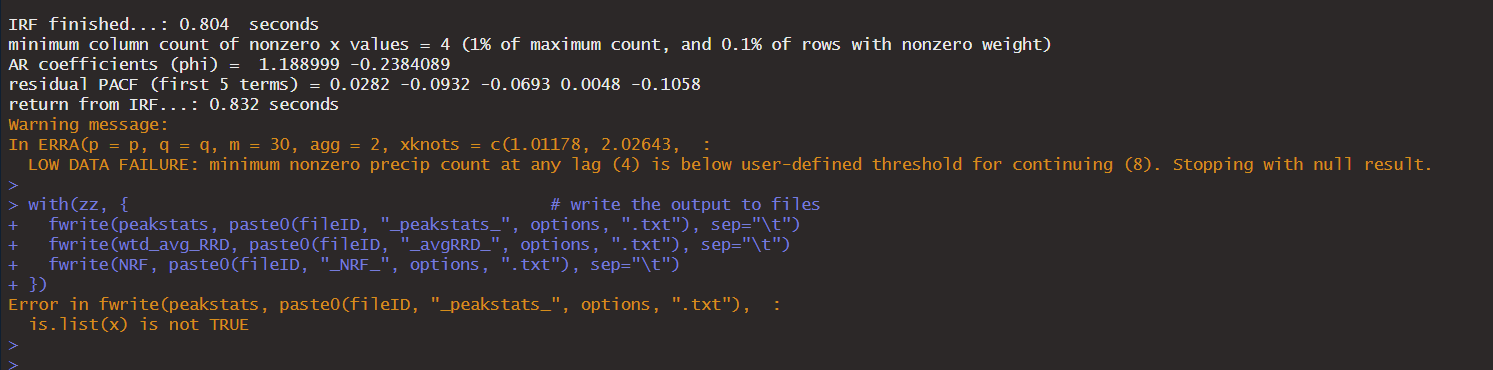 IRF finished...: 0.804  seconds
minimum column count of nonzero x values = 4 (1% of maximum count, and 0.1% of rows with nonzero weight)
AR coefficients (phi) =  1.188999 -0.2384089
residual PACF (first 5 terms) = 0.0282 -0.0932 -0.0693 0.0048 -0.1058
return from IRF...: 0.832 seconds
Warning message:
In ERRA(p = p, q = q, m = 30, agg = 2, xknots = c(1.01178, 2.02643,  :
  LOW DATA FAILURE: minimum nonzero precip count at any lag (4) is below user-defined threshold for continuing (8). Stopping with null result.
>
> with(zz, {                                          # write the output to files
+   fwrite(peakstats, paste0(fileID, "_peakstats_", options, ".txt"), sep="\t")
+   fwrite(wtd_avg_RRD, paste0(fileID, "_avgRRD_", options, ".txt"), sep="\t")
+   fwrite(NRF, paste0(fileID, "_NRF_", options, ".txt"), sep="\t")
+ })
Error in fwrite(peakstats, paste0(fileID, "_peakstats_", options, ".txt"),  :
  is.list(x) is not TRUE
>
>